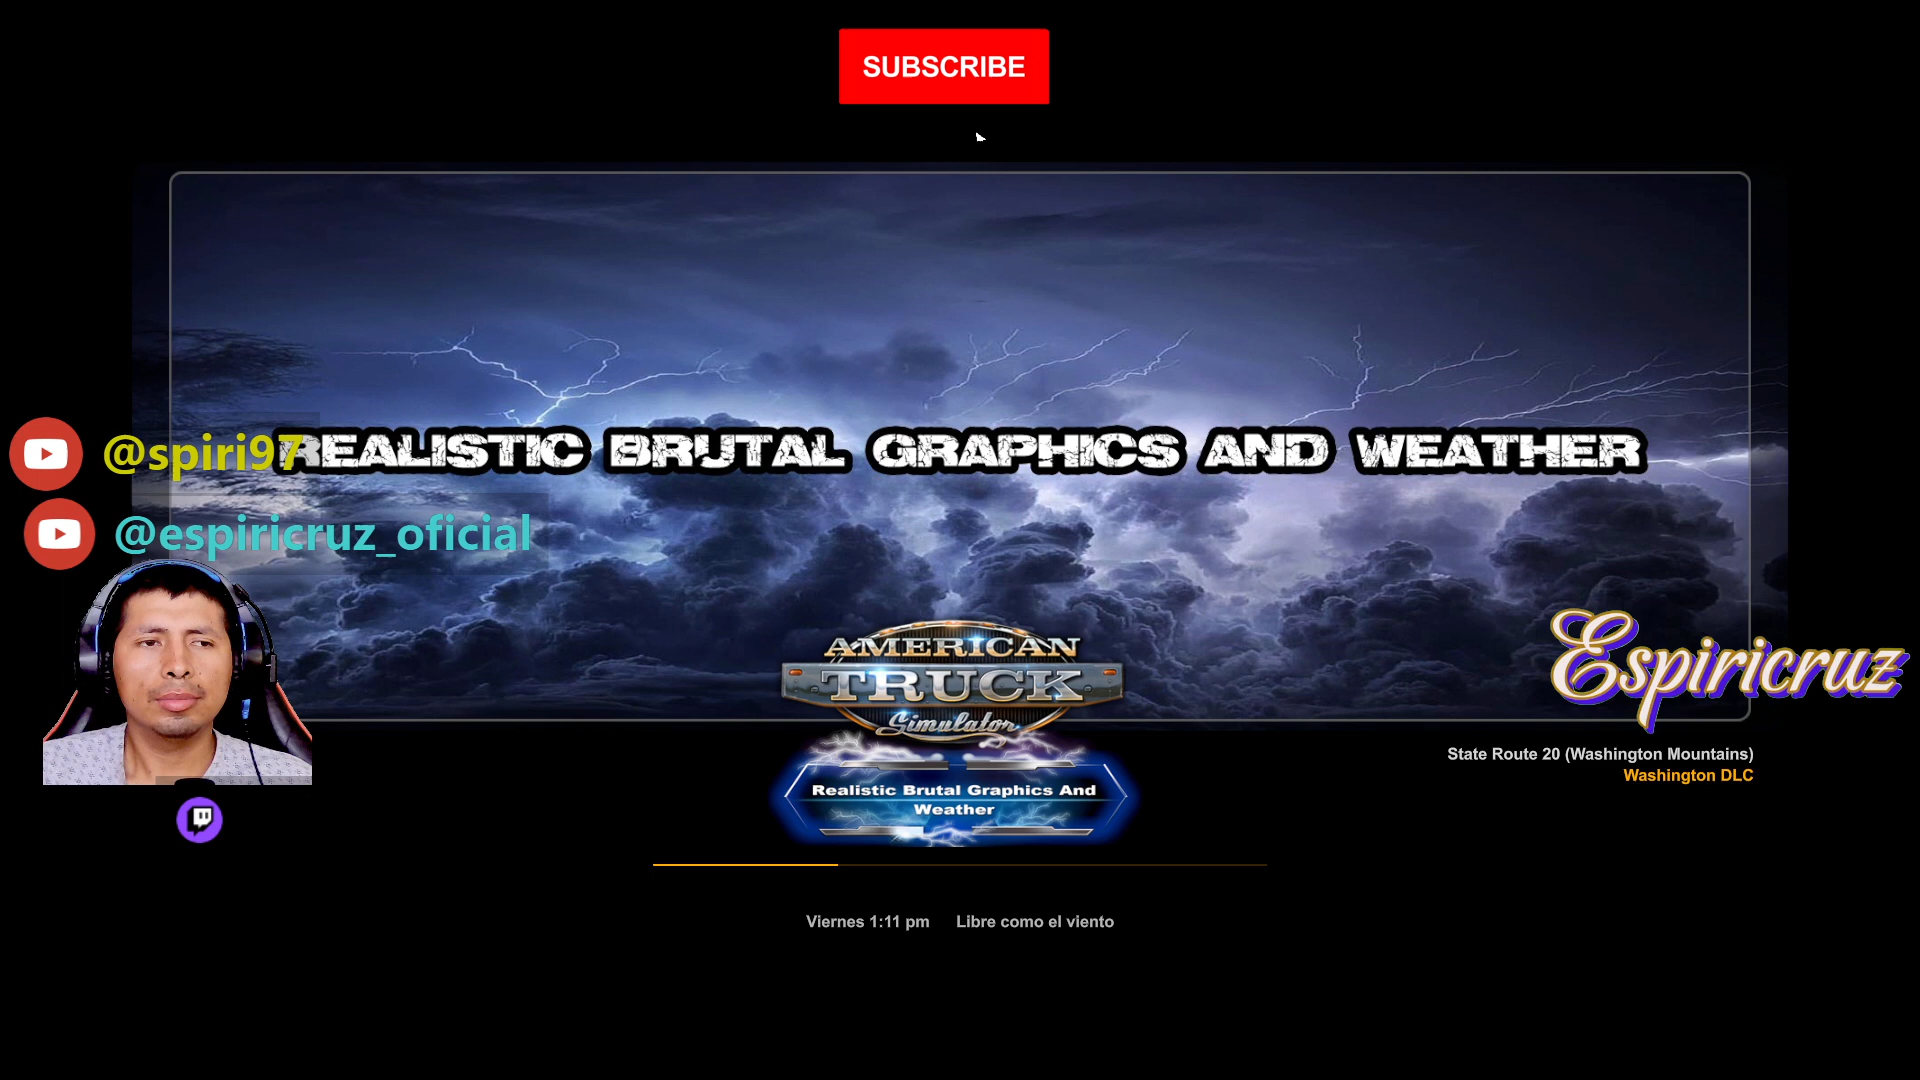 SUBSCRIBE
@spiri97
REALISTIC BRUTAL GRAPHICS AND WEATHER
@espiricruz_oficial
AMERICAN
TRUCK
Simulator
Espiricruz
State Route 20 (Washington Mountains)
Washington DLC
Realistic Brutal Graphics And
Weather
Viernes 1:11 pm Libre como el viento